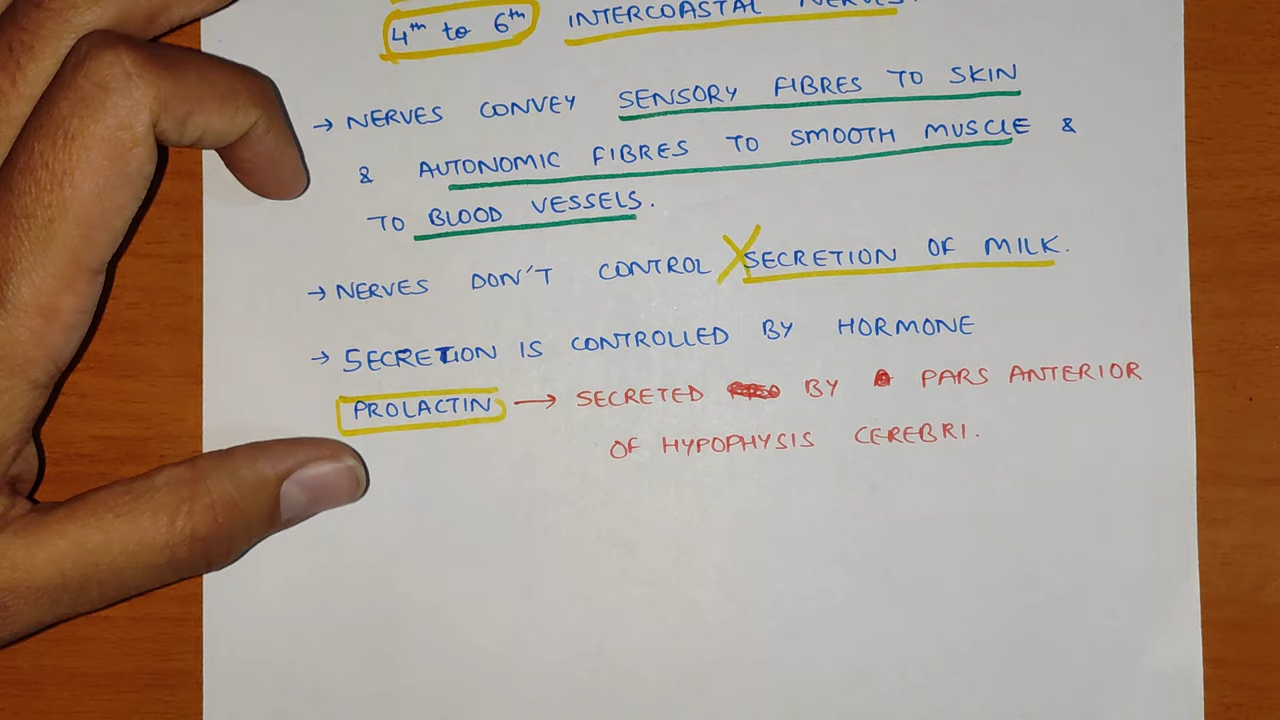 4th to 6th INTERCOASTAL NERVES.
→ NERVES CONVEY SENSORY FIBRES TO SKIN
& AUTONOMIC FIBRES TO SMOOTH MUSCLE &
TO BLOOD VESSELS.
→ NERVES DON'T CONTROL SECRETION OF MILK.
→ SECRETION IS CONTROLLED BY HORMONE
PROLACTIN → SECRETED BY PARS ANTERIOR
OF HYPOPHYSIS CEREBRI.